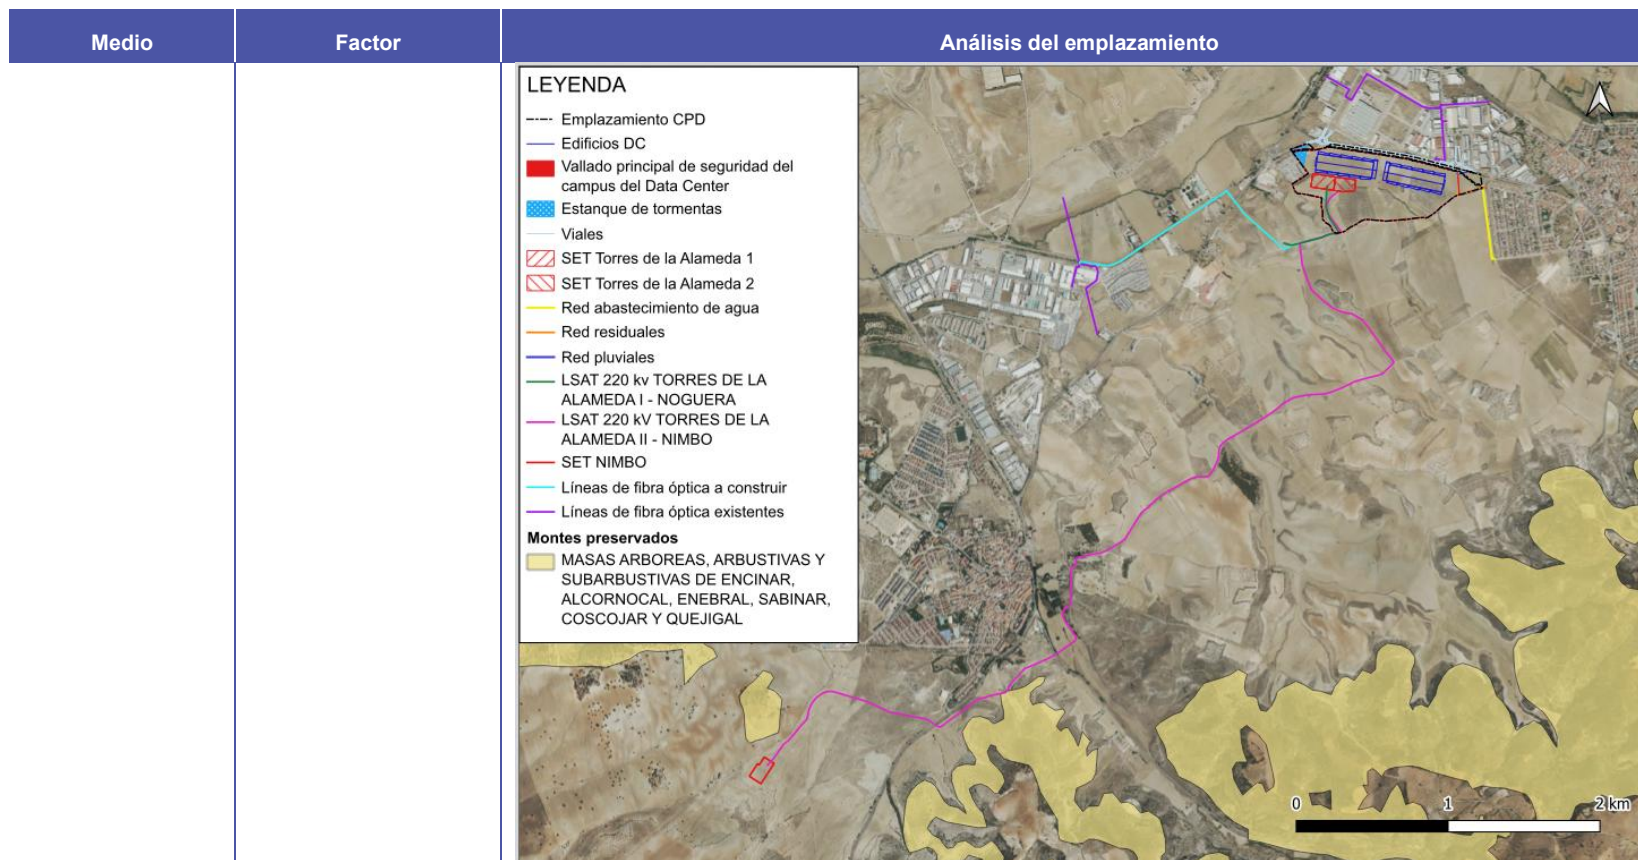 Medio Factor Análisis del emplazamiento
LEYENDA
Emplazamiento CPD
Edificios DC
Vallado principal de seguridad del
campus del Data Center
Estanque de tormentas
Viales
SET Torres de la Alameda 1
SET Torres de la Alameda 2
Red abastecimiento de agua
Red residuales
Red pluviales
LSAT 220 kv TORRES DE LA
ALAMEDA I - NOGUERA
LSAT 220 kV TORRES DE LA
ALAMEDA II - NIMBO
SET NIMBO
Líneas de fibra óptica a construir
Líneas de fibra óptica existentes
Montes preservados
MASAS ARBOREAS, ARBUSTIVAS Y
SUBARBUSTIVAS DE ENCINAR,
ALCORNOCAL, ENEBRAL, SABINAR,
COSCOJAR Y QUEJIGAL
0 1 2 km